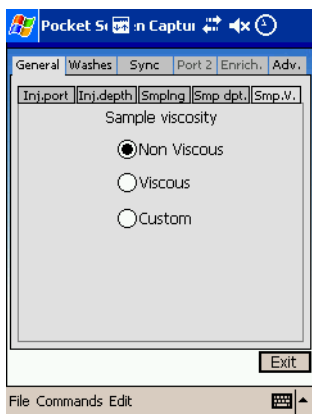 Pocket S :n Captur
General Washes Sync Port 2 Enrich. Adv.
Inj.port Inj.depth Smplng Smp dpt. Smp.V.
Sample viscosity
Non Viscous
Viscous
Custom
Exit
File Commands Edit